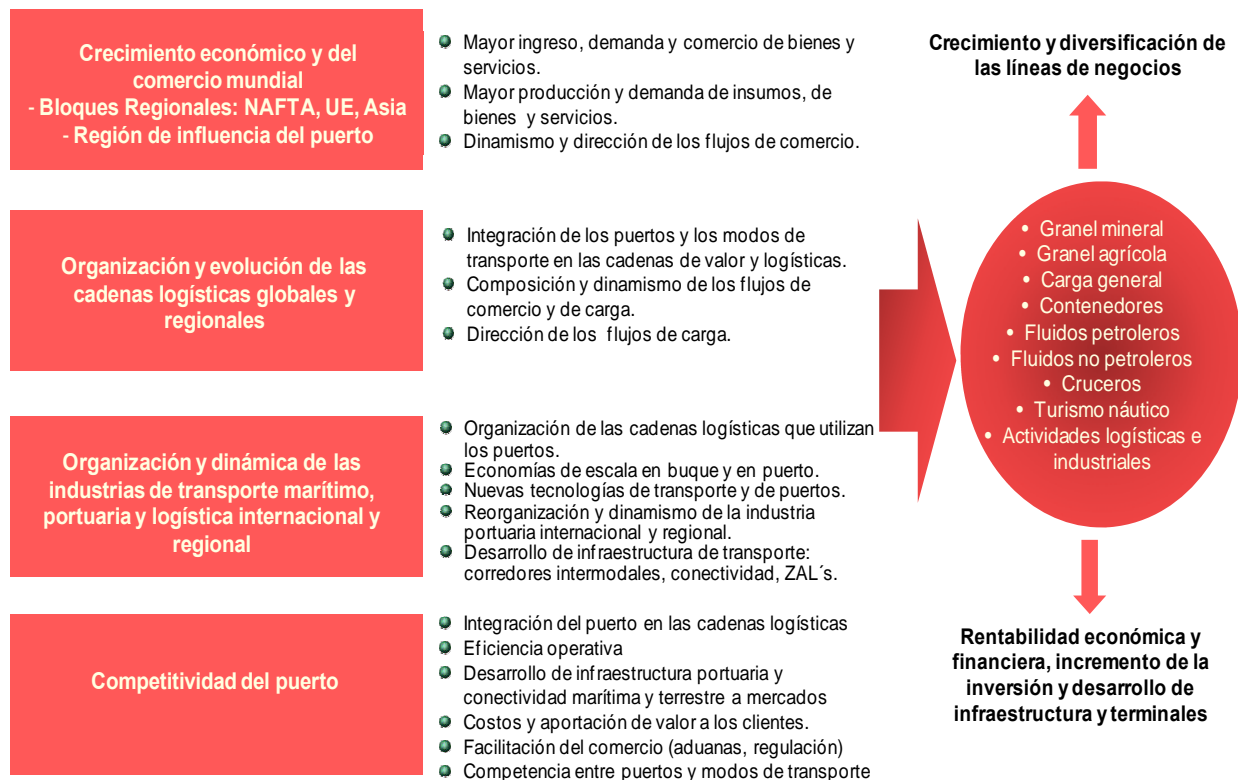 Crecimiento económico y del
comercio mundial
- Bloques Regionales: NAFTA, UE, Asia
- Región de influencia del puerto
Mayor ingreso, demanda y comercio de bienes y
servicios.
Mayor producción y demanda de insumos, de
bienes y servicios.
Dinamismo y dirección de los flujos de comercio.
Organización y evolución de las
cadenas logísticas globales y
regionales
Integración de los puertos y los modos de
transporte en las cadenas de valor y logísticas.
Composición y dinamismo de los flujos de
comercio y de carga.
Dirección de los flujos de carga.
Organización y dinámica de las
industrias de transporte marítimo,
portuaria y logística internacional y
regional
Organización de las cadenas logísticas que utilizan
los puertos.
Economías de escala en buque y en puerto.
Nuevas tecnologías de transporte y de puertos.
Reorganización y dinamismo de la industria
portuaria internacional y regional.
Desarrollo de infraestructura de transporte:
corredores intermodales, conectividad, ZAL´s.
Competitividad del puerto
Integración del puerto en las cadenas logísticas
Eficiencia operativa
Desarrollo de infraestructura portuaria y
conectividad marítima y terrestre a mercados
Costos y aportación de valor a los clientes.
Facilitación del comercio (aduanas, regulación)
Competencia entre puertos y modos de transporte
Crecimiento y diversificación de
las líneas de negocios
• Granel mineral
• Granel agrícola
• Carga general
• Contenedores
• Fluidos petroleros
• Fluidos no petroleros
• Cruceros
• Turismo náutico
• Actividades logísticas e
industriales
Rentabilidad económica y
financiera, incremento de la
inversión y desarrollo de
infraestructura y terminales